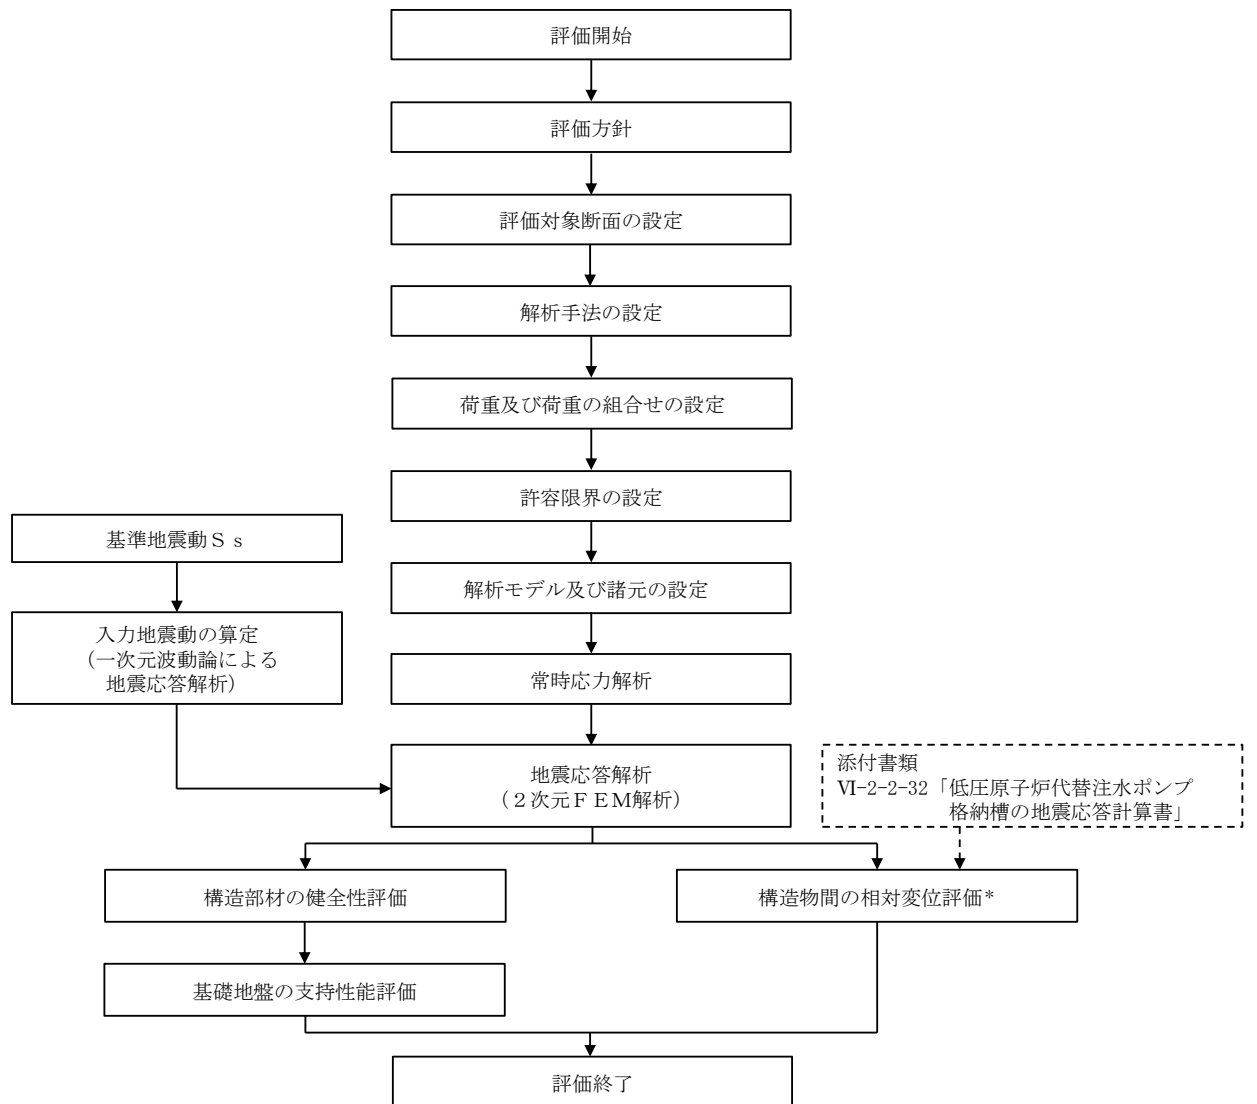 評価開始
評価方針
評価対象断面の設定
解析手法の設定
荷重及び荷重の組合せの設定
許容限界の設定
基準地震動Ｓｓ
解析モデル及び諸元の設定
入力地震動の算定
（一次元波動論による
地震応答解析）
常時応力解析
地震応答解析
（２次元ＦＥＭ解析）
添付書類
Ⅵ-2-2-32「低圧原子炉代替注水ポンプ
格納槽の地震応答計算書」
構造部材の健全性評価
構造物間の相対変位評価*
基礎地盤の支持性能評価
評価終了